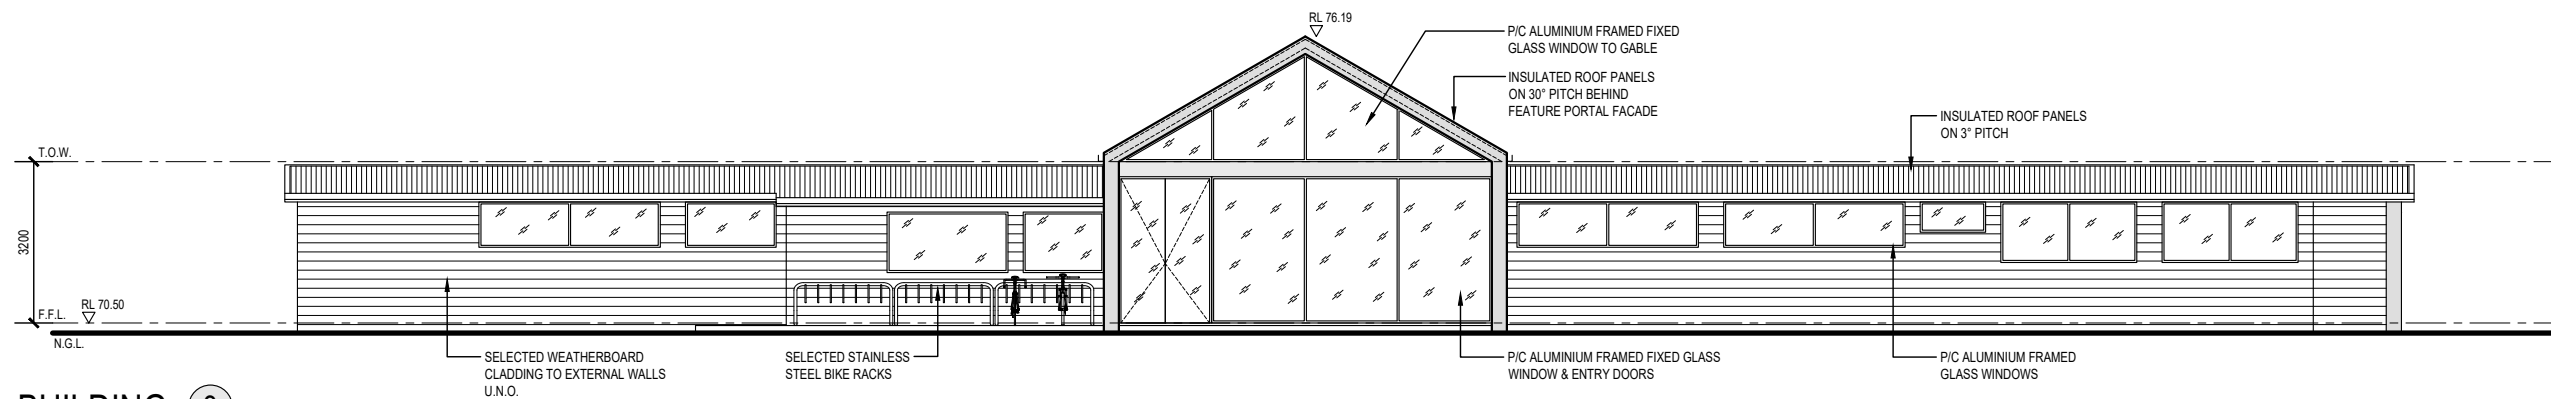 RL 76.19
P/C ALUMINIUM FRAMED FIXED
GLASS WINDOW TO GABLE
INSULATED ROOF PANELS
ON 30° PITCH BEHIND
FEATURE PORTAL FACADE
INSULATED ROOF PANELS
ON 3° PITCH
T.O.W.
3200
RL 70.50
F.F.L.
N.G.L.
SELECTED WEATHERBOARD
CLADDING TO EXTERNAL WALLS
U.N.O.
SELECTED STAINLESS
STEEL BIKE RACKS
P/C ALUMINIUM FRAMED FIXED GLASS
WINDOW & ENTRY DOORS
P/C ALUMINIUM FRAMED
GLASS WINDOWS